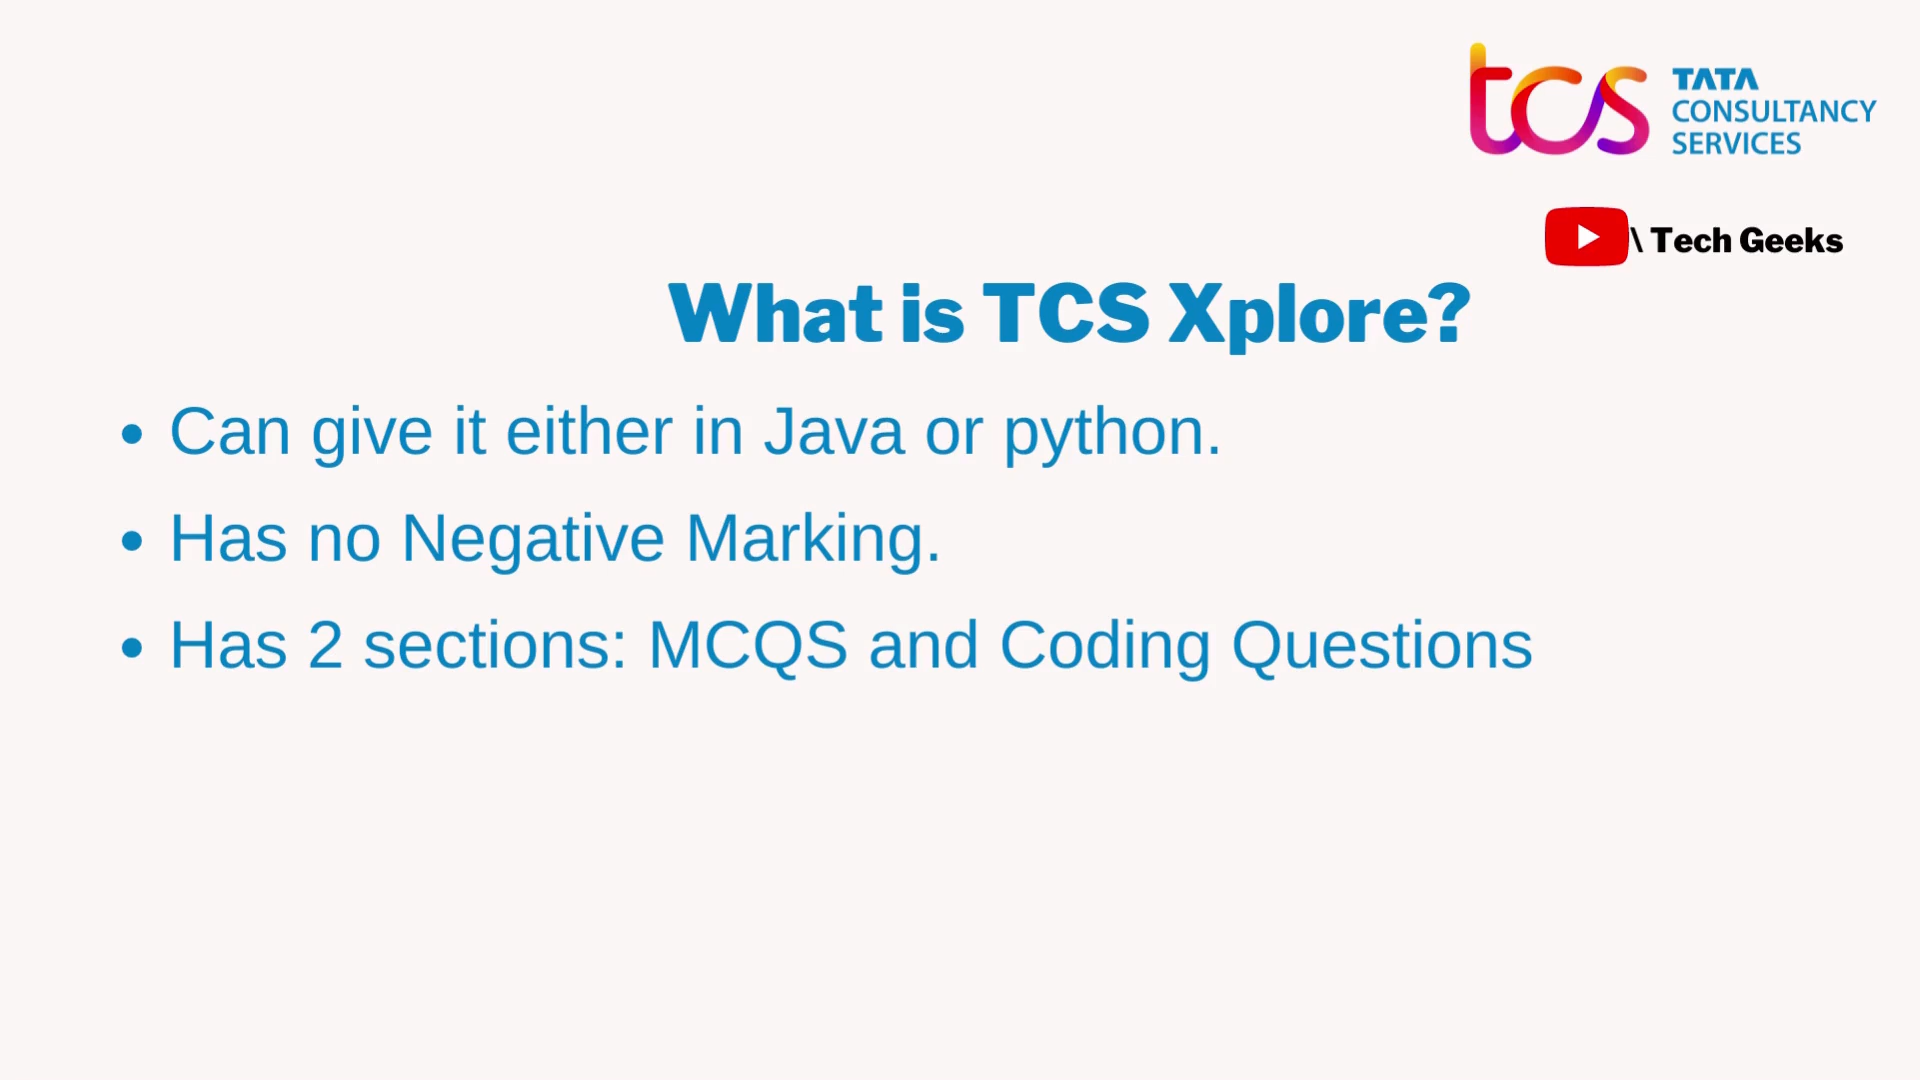 tcs TATA
CONSULTANCY
SERVICES
\ Tech Geeks
What is TCS Xplore?
• Can give it either in Java or python.
• Has no Negative Marking.
• Has 2 sections: MCQS and Coding Questions